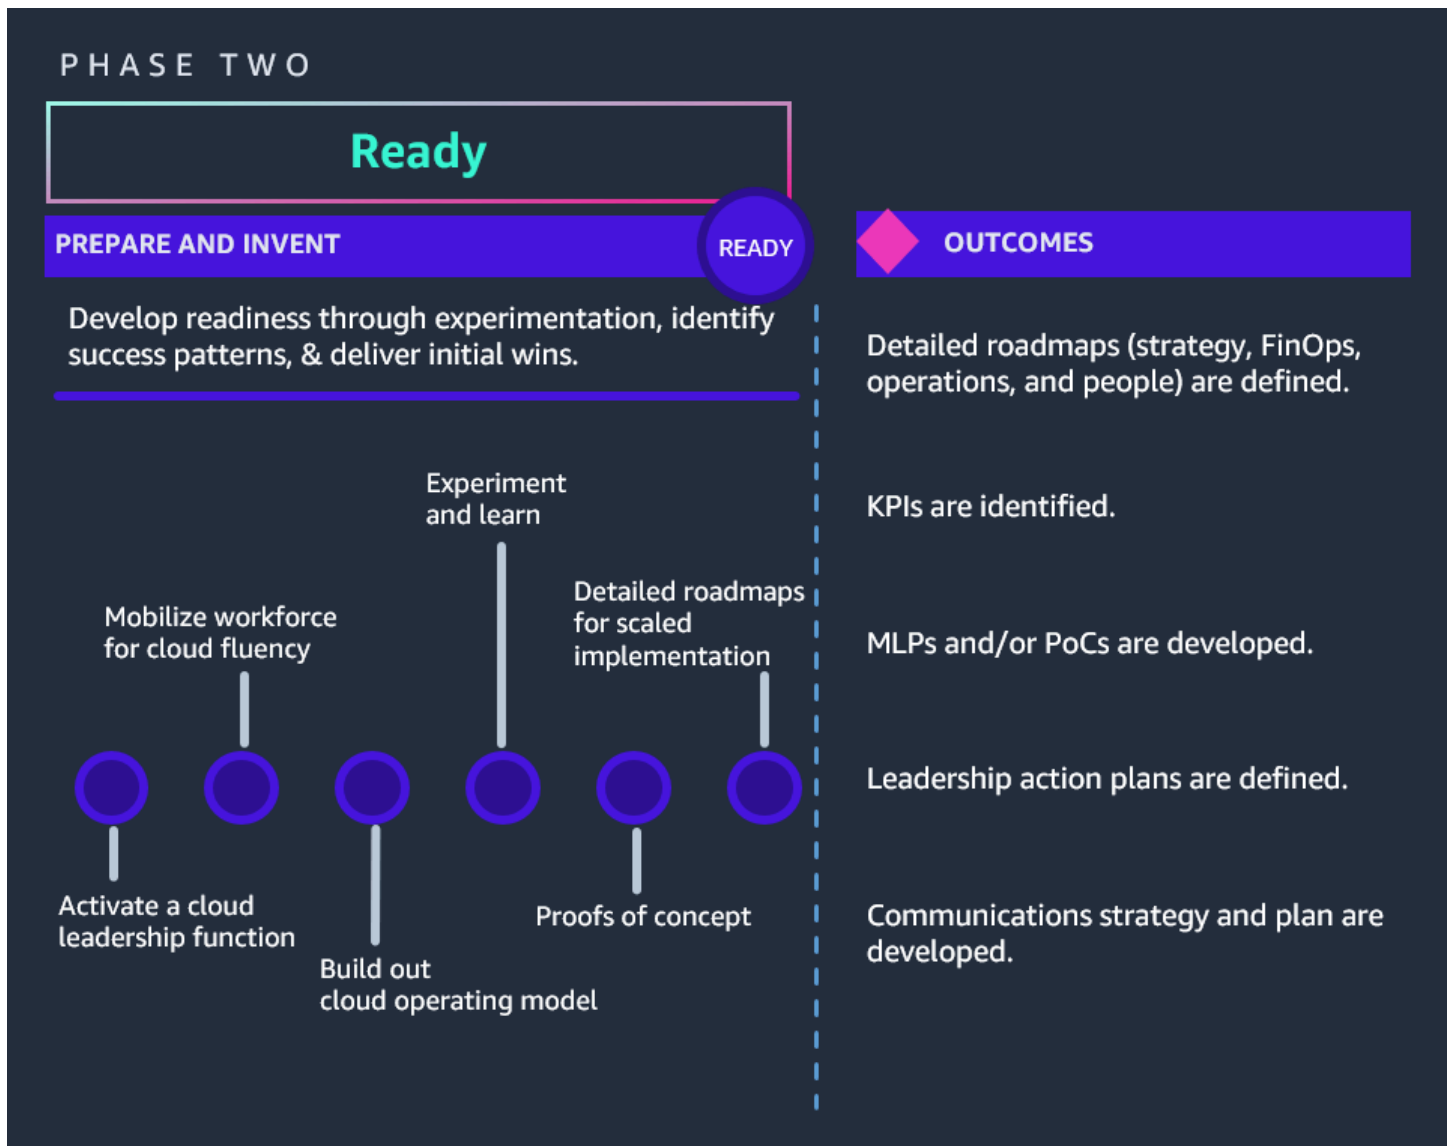 PHASE TWO
Ready
PREPARE AND INVENT
READY
Develop readiness through experimentation, identify
success patterns, & deliver initial wins.
Experiment
and learn
Detailed roadmaps
for scaled
implementation
Mobilize workforce
for cloud fluency
Activate a cloud
leadership function
Proofs of concept
Build out
cloud operating model
OUTCOMES
Detailed roadmaps (strategy, FinOps,
operations, and people) are defined.
KPIs are identified.
MLPs and/or PoCs are developed.
Leadership action plans are defined.
Communications strategy and plan are
developed.